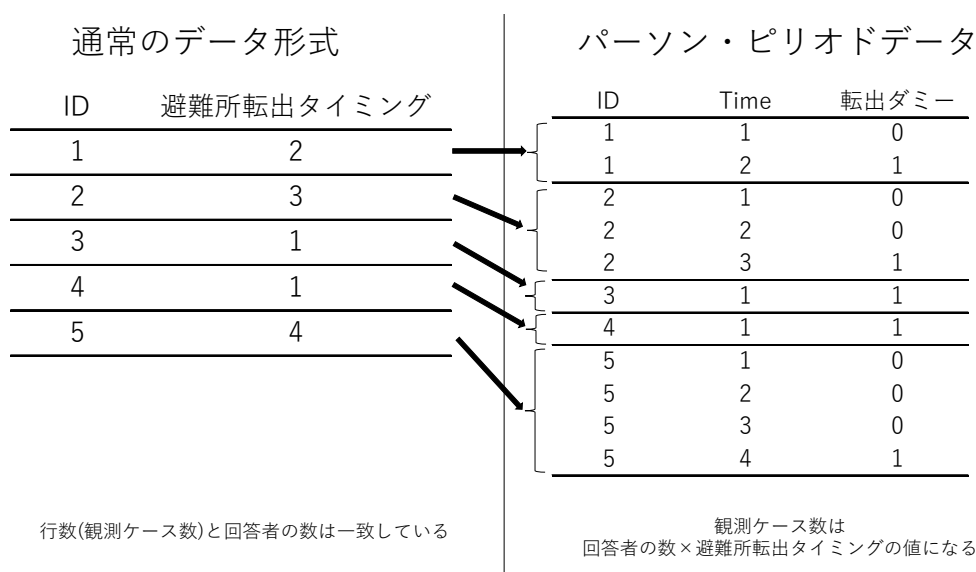 通常のデータ形式
ID 避難所転出タイミング
1 2
2 3
3 1
4 1
5 4
行数(観測ケース数)と回答者の数は一致している
パーソン・ピリオドデータ
ID Time 転出ダミー
1 1 0
1 2 1
2 1 0
2 2 0
2 3 1
3 1 1
4 1 1
5 1 0
5 2 0
5 3 0
5 4 1
観測ケース数は
回答者の数×避難所転出タイミングの値になる